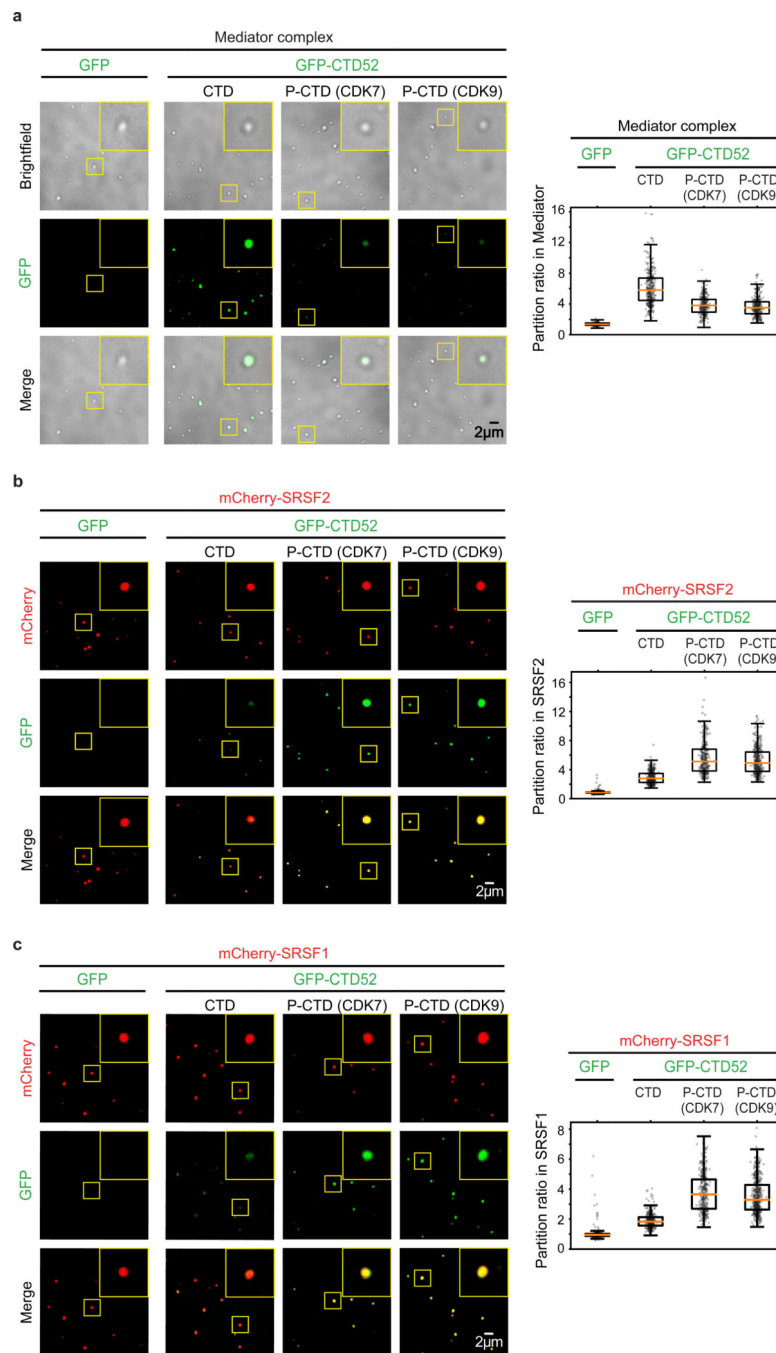 a
Mediator complex
GFP
GFP-CTD52
CTD
P-CTD (CDK7)
P-CTD (CDK9)
Brightfield
GFP
Merge
2μm
Mediator complex
GFP
GFP-CTD52
CTD
P-CTD
(CDK7)
P-CTD
(CDK9)
Partition ratio in Mediator
16
12
8
4
0
b
mCherry-SRSF2
GFP
GFP-CTD52
CTD
P-CTD (CDK7)
P-CTD (CDK9)
mCherry
GFP
Merge
2μm
mCherry-SRSF2
GFP
GFP-CTD52
CTD
P-CTD
(CDK7)
P-CTD
(CDK9)
Partition ratio in SRSF2
16
12
8
4
0
c
mCherry-SRSF1
GFP
GFP-CTD52
CTD
P-CTD (CDK7)
P-CTD (CDK9)
mCherry
GFP
Merge
2μm
mCherry-SRSF1
GFP
GFP-CTD52
CTD
P-CTD
(CDK7)
P-CTD
(CDK9)
Partition ratio in SRSF1
8
6
4
2
0